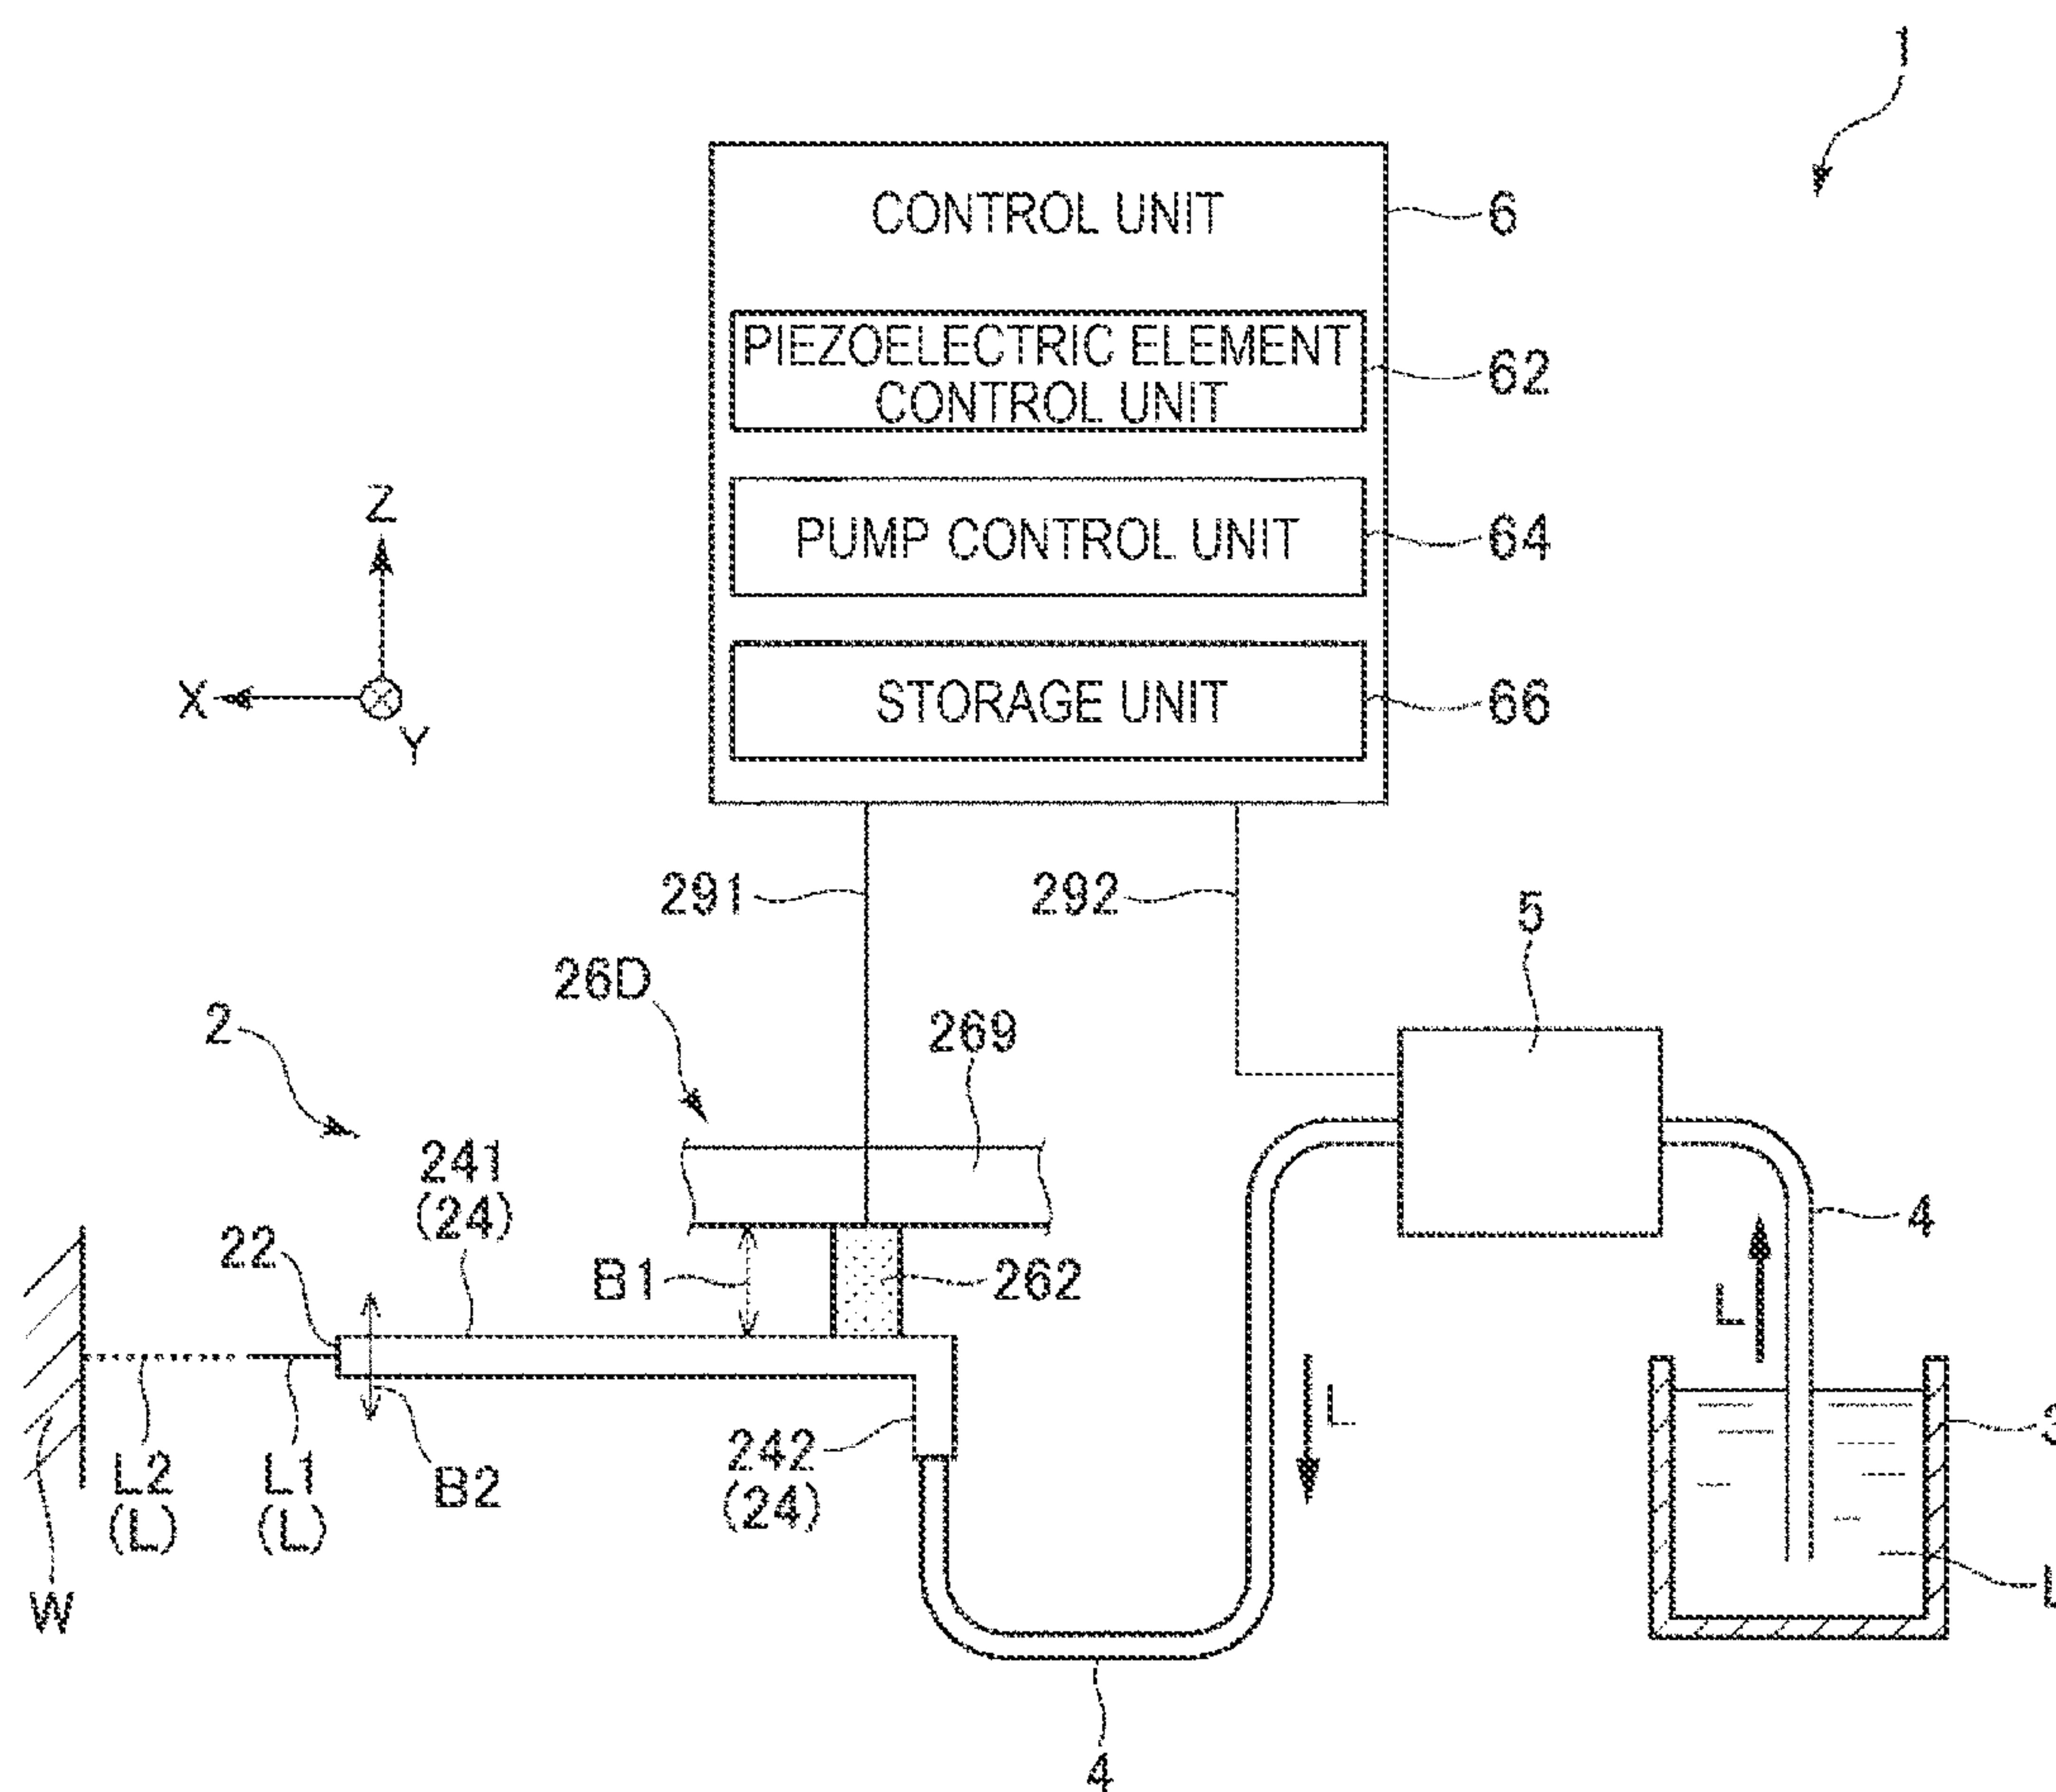 1
CONTROL UNIT
6
PIEZOELECTRIC ELEMENT
CONTROL UNIT
62
PUMP CONTROL UNIT
64
STORAGE UNIT
66
Z
X
Y
291
292
5
26D
269
2
241
(24)
22
B1
262
4
L
L
3
L
242
(24)
B2
L2
(L)
L1
(L)
W
4